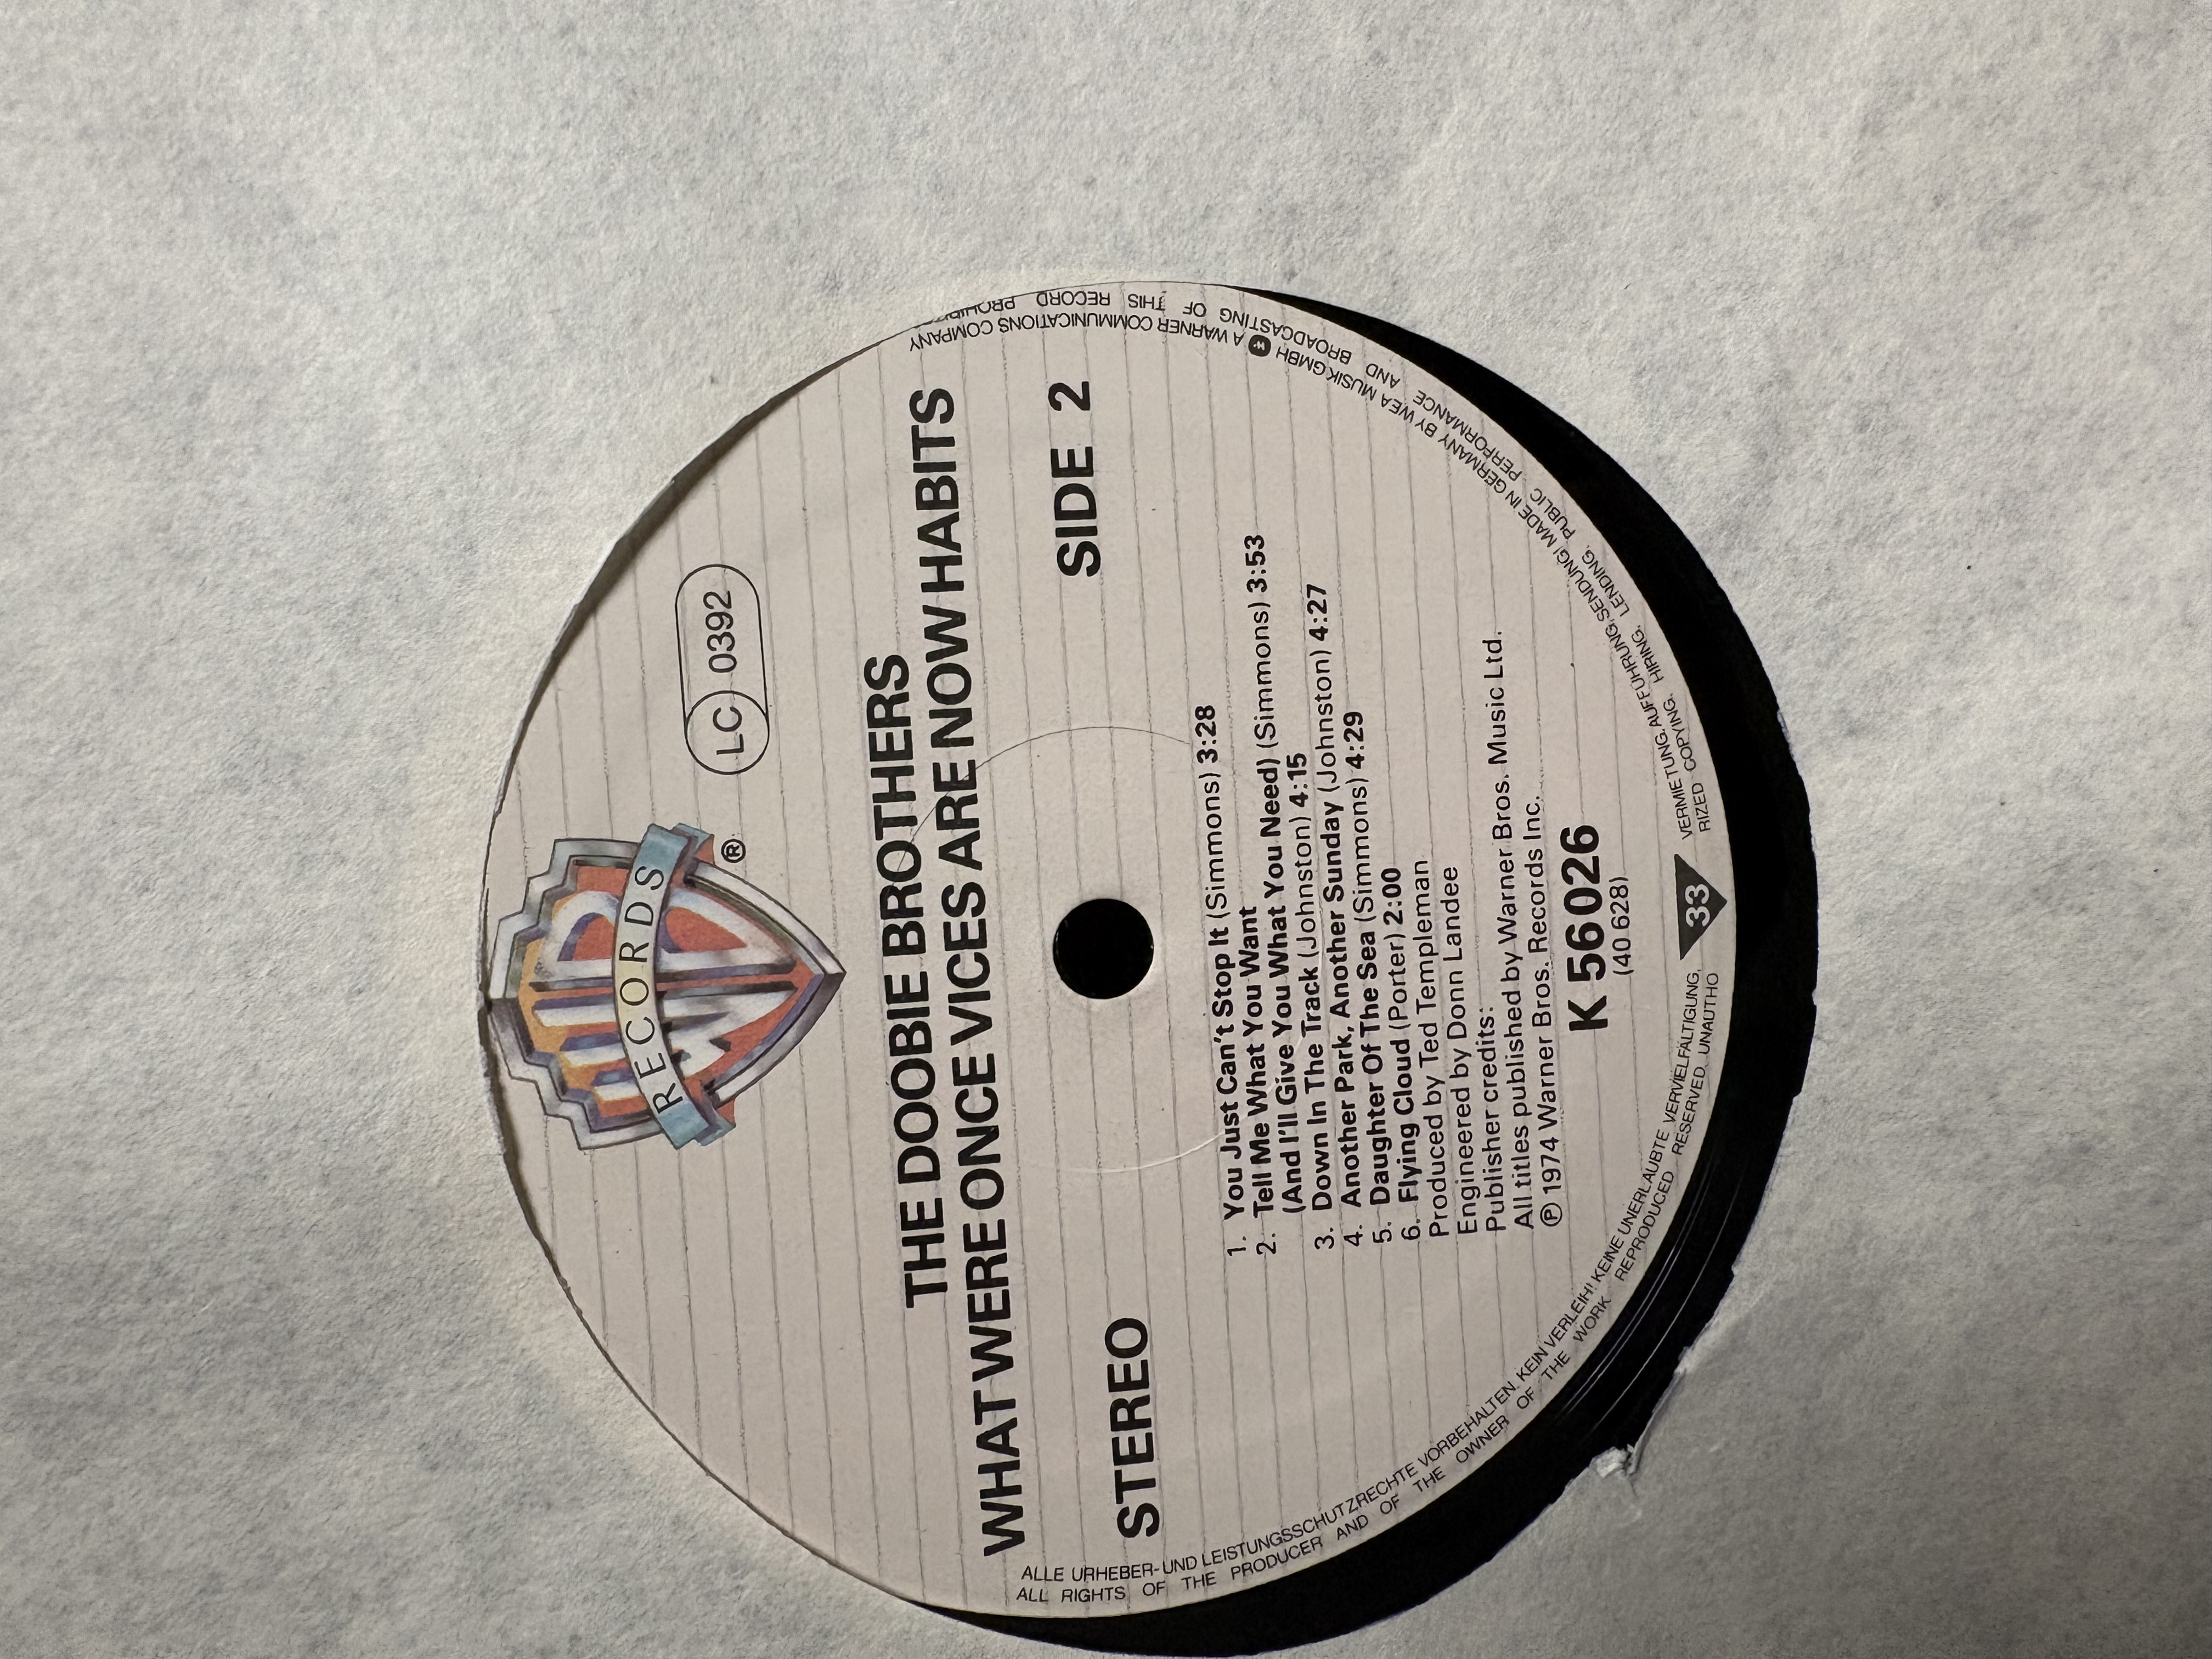 RECORDS
®
LC 0392
THE DOOBIE BROTHERS
WHAT WERE ONCE VICES ARE NOW HABITS
STEREO
SIDE 2
1. You Just Can't Stop It (Simmons) 3:28
2. Tell Me What You Want
(And I'll Give You What You Need) (Simmons) 3:53
3. Down In The Track (Johnston) 4:15
4. Another Park, Another Sunday (Johnston) 4:27
5. Daughter Of The Sea (Simmons) 4:29
6. Flying Cloud (Porter) 2:00
Produced by Ted Templeman
Engineered by Donn Landee
Publisher credits:
All titles published by Warner Bros. Music Ltd.
℗ 1974 Warner Bros. Records Inc.
K 56026
(40 628)
33
ALLE URHEBER- UND LEISTUNGSSCHUTZRECHTE VORBEHALTEN. KEIN VERLEIH! KEINE UNERLAUBTE VERVIELFÄLTIGUNG, VERMIETUNG, AUFFÜHRUNG, SENDUNG! MADE IN GERMANY BY WEA MUSIK GMBH W A WARNER COMMUNICATIONS COMPANY
ALL RIGHTS OF THE PRODUCER AND OF THE OWNER OF THE WORK REPRODUCED RESERVED. UNAUTHORIZED COPYING. HIRING. LENDING. PUBLIC PERFORMANCE AND BROADCASTING OF THIS RECORD